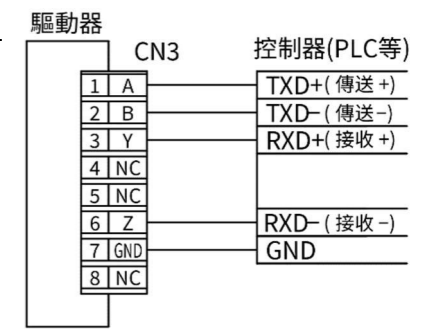 驅動器
CN3
控制器(PLC等)
1 A
TXD+(傳送+)
2 B
TXD-(傳送-)
3 Y
RXD+(接收+)
4 NC
5 NC
6 Z
RXD-(接收-)
7 GND
GND
8 NC